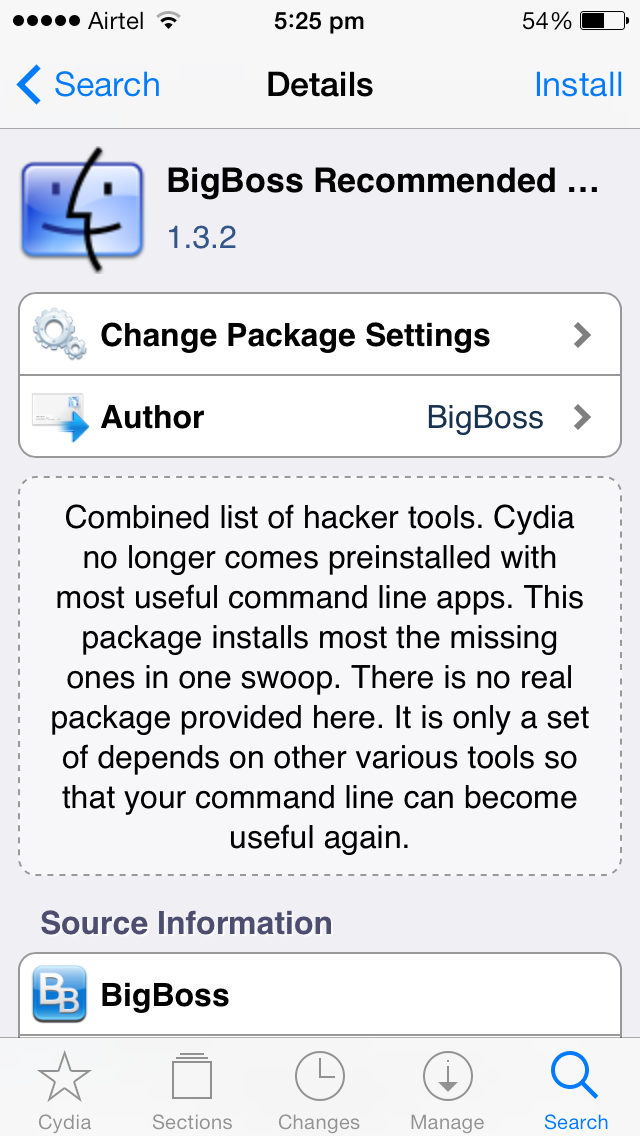 Airtel 5:25 pm 54%
Search Details Install
BigBoss Recommended ...
1.3.2
Change Package Settings
Author BigBoss
Combined list of hacker tools. Cydia
no longer comes preinstalled with
most useful command line apps. This
package installs most the missing
ones in one swoop. There is no real
package provided here. It is only a set
of depends on other various tools so
that your command line can become
useful again.
Source Information
BB BigBoss
Cydia Sections Changes Manage Search